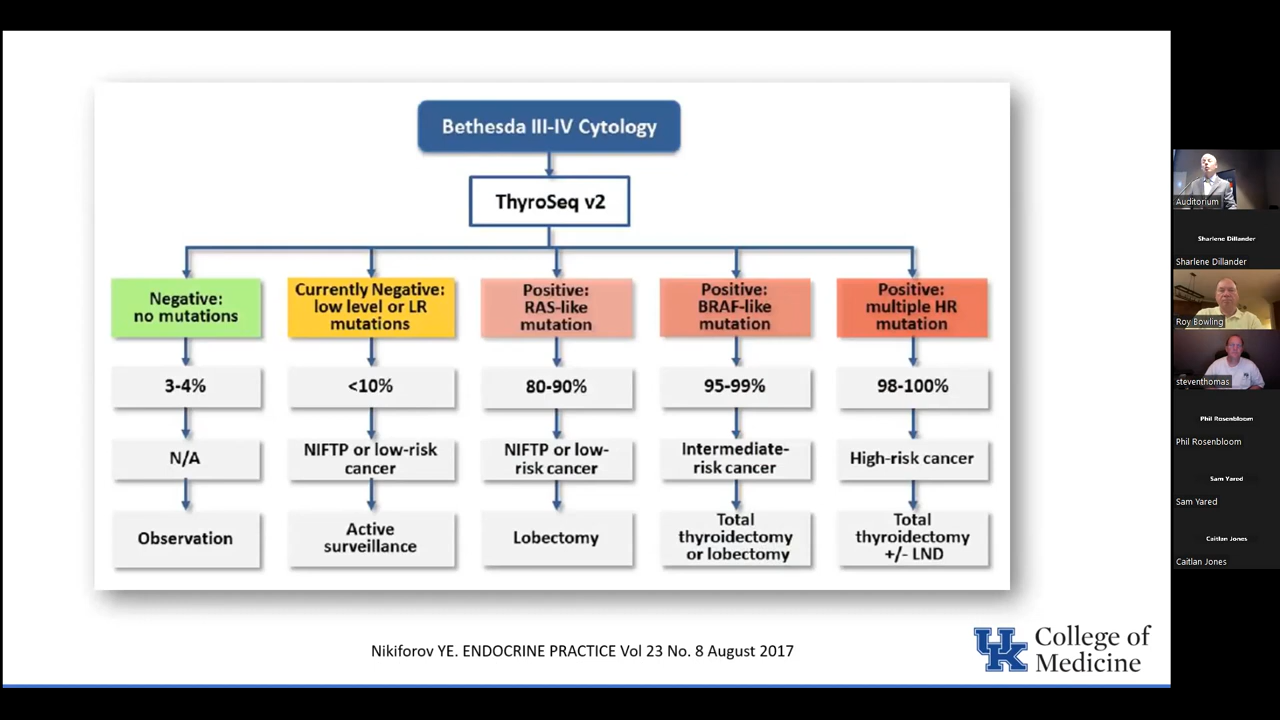 Bethesda III-IV Cytology
ThyroSeq v2
Negative:
no mutations
Currently Negative:
low level or LR
mutations
Positive:
RAS-like
mutation
Positive:
BRAF-like
mutation
Positive:
multiple HR
mutation
3-4%
<10%
80-90%
95-99%
98-100%
N/A
NIFTP or low-risk
cancer
NIFTP or low-
risk cancer
Intermediate-
risk cancer
High-risk cancer
Observation
Active
surveillance
Lobectomy
Total
thyroidectomy
or lobectomy
Total
thyroidectomy
+/- LND
Nikiforov YE. ENDOCRINE PRACTICE Vol 23 No. 8 August 2017
UK
College of
Medicine
Auditorium
Sharlene Dillander
Sharlene Dillander
Roy Bowling
steventhomas
Phil Rosenbloom
Phil Rosenbloom
Sam Yared
Sam Yared
Caitlan Jones
Caitlan Jones